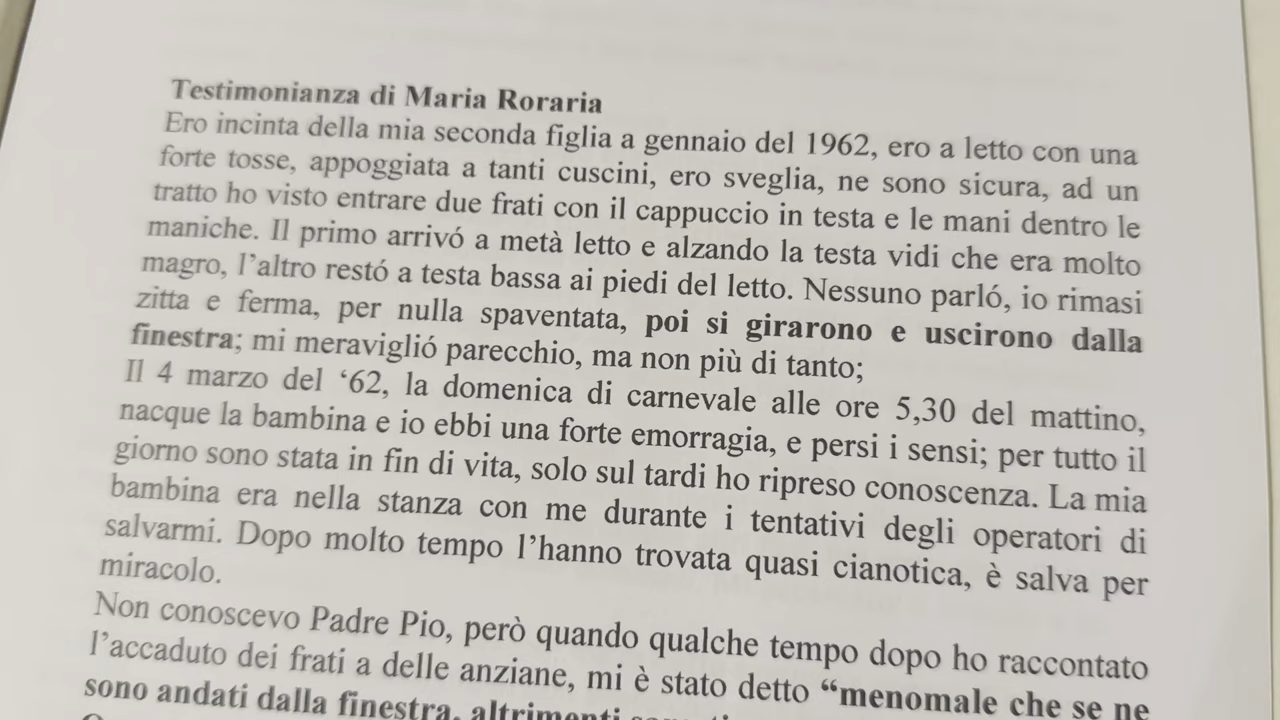 Testimonianza di Maria Roraria
Ero incinta della mia seconda figlia a gennaio del 1962, ero a letto con una
forte tosse, appoggiata a tanti cuscini, ero sveglia, ne sono sicura, ad un
tratto ho visto entrare due frati con il cappuccio in testa e le mani dentro le
maniche. Il primo arrivó a metà letto e alzando la testa vidi che era molto
magro, l’altro restó a testa bassa ai piedi del letto. Nessuno parló, io rimasi
zitta e ferma, per nulla spaventata, poi si girarono e uscirono dalla
finestra; mi meraviglió parecchio, ma non più di tanto;
Il 4 marzo del ‘62, la domenica di carnevale alle ore 5,30 del mattino,
nacque la bambina e io ebbi una forte emorragia, e persi i sensi; per tutto il
giorno sono stata in fin di vita, solo sul tardi ho ripreso conoscenza. La mia
bambina era nella stanza con me durante i tentativi degli operatori di
salvarmi. Dopo molto tempo l’hanno trovata quasi cianotica, è salva per
miracolo.
Non conoscevo Padre Pio, però quando qualche tempo dopo ho raccontato
l’accaduto dei frati a delle anziane, mi è stato detto “menomale che se ne
sono andati dalla finestra, altrimenti